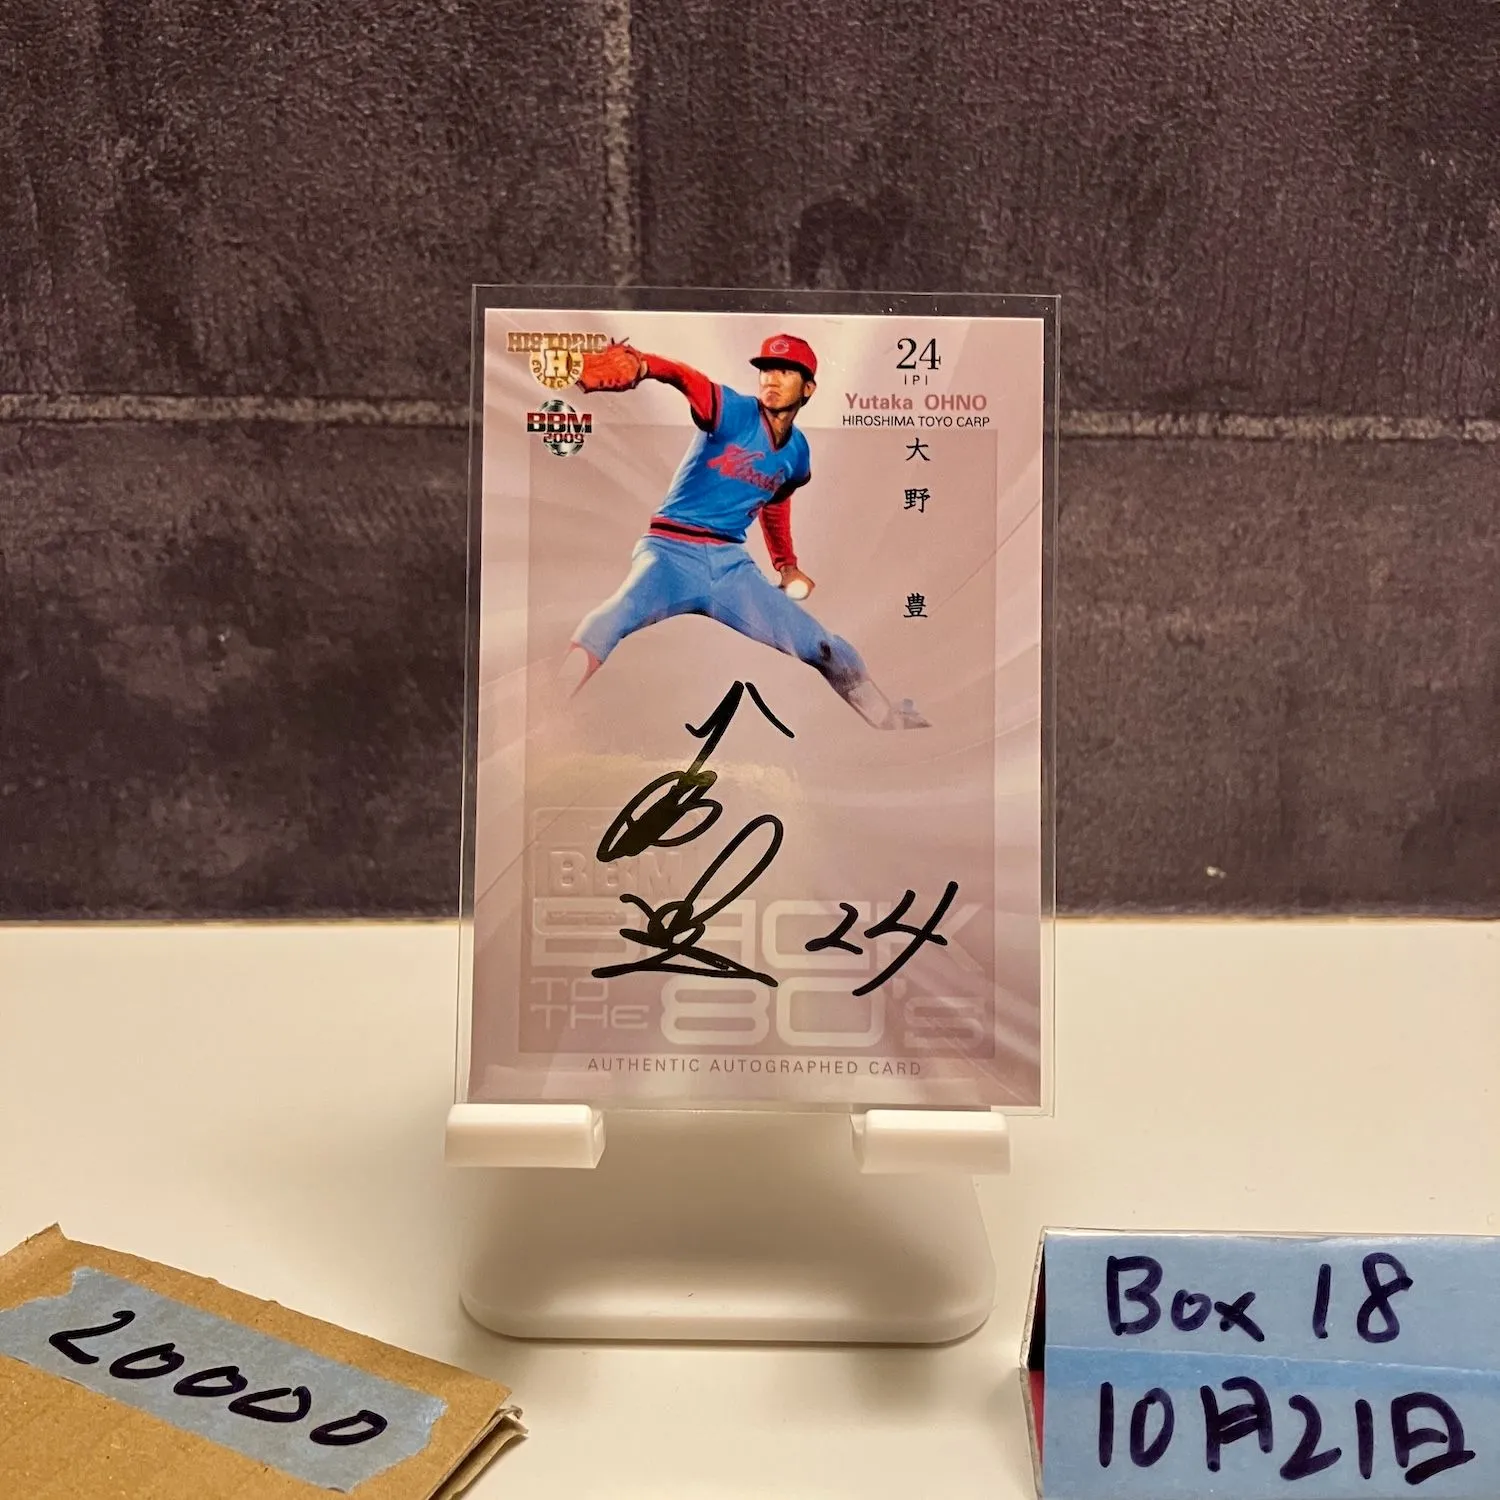 HISTORIC
H
COLLECTION
BBM
2009
24
[P]
Yutaka OHNO
HIROSHIMA TOYO CARP
大野 豊
24
BBM
BACK
TO THE 80's
AUTHENTIC AUTOGRAPHED CARD
20000
Box 18
10月21日